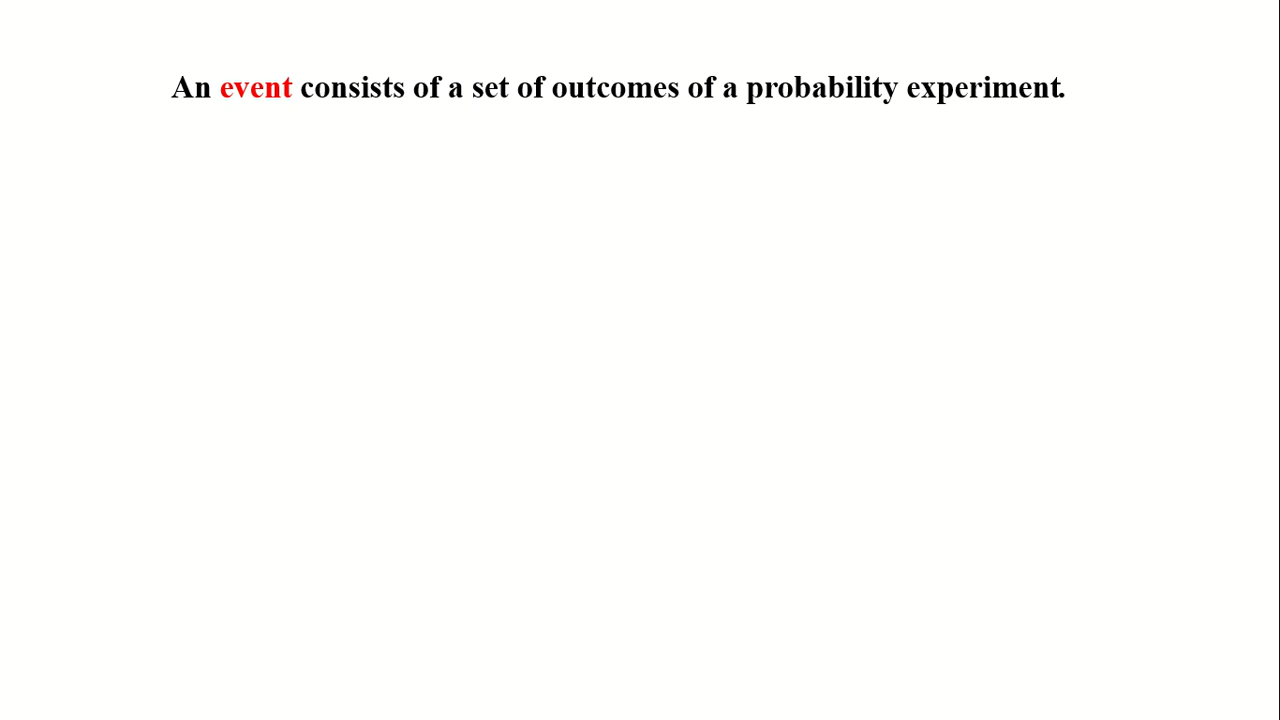 An event consists of a set of outcomes of a probability experiment.